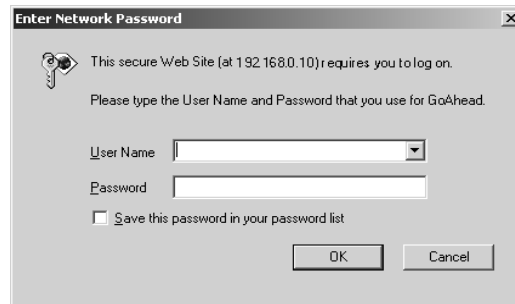 Enter Network Password
This secure Web Site (at 192.168.0.10) requires you to log on.
Please type the User Name and Password that you use for GoAhead.
User Name
Password
Save this password in your password list
OK Cancel